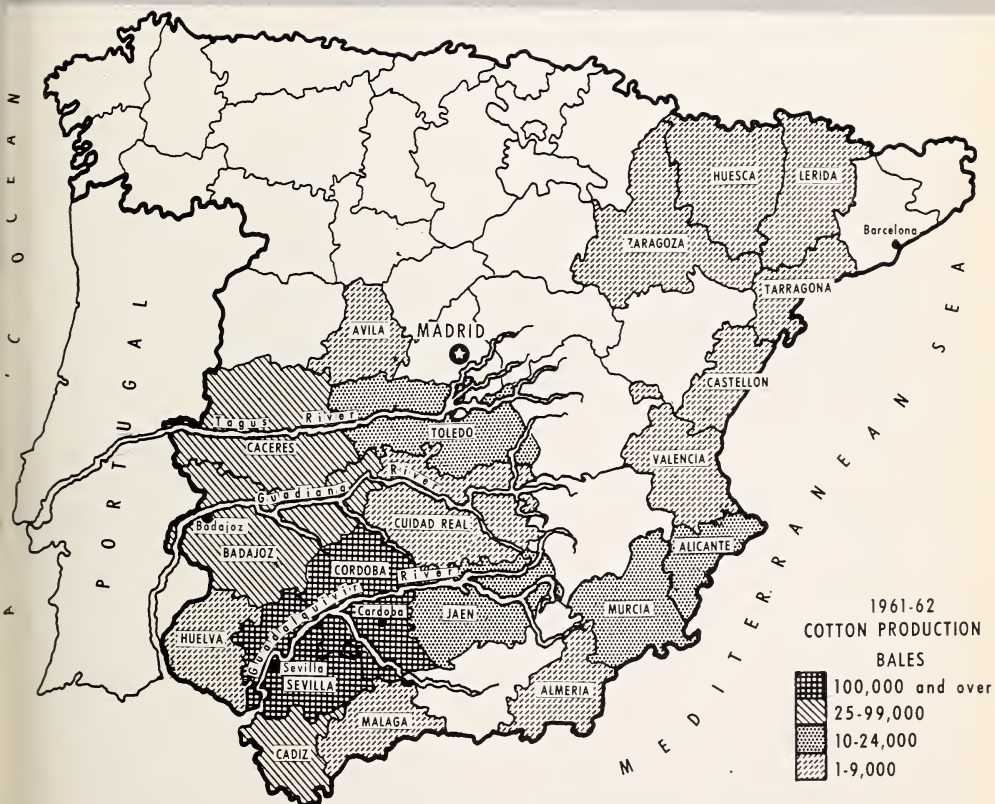 A
C OCEAN
PORTUGAL
MEDITERRANEAN SEA
HUESCA
LERIDA
Barcelona
ZARAGOZA
TARRAGONA
AVILA
MADRID
CASTELLON
Tagus River
TOLEDO
CACERES
VALENCIA
Guadiana River
Badajoz
CUIDAD REAL
BADAJOZ
ALICANTE
CORDOBA
Guadalquivir River
Cordoba
JAEN
MURCIA
HUELVA
Sevilla
SEVILLA
ALMERIA
MALAGA
CADIZ
1961-62
COTTON PRODUCTION
BALES
100,000 and over
25-99,000
10-24,000
1-9,000